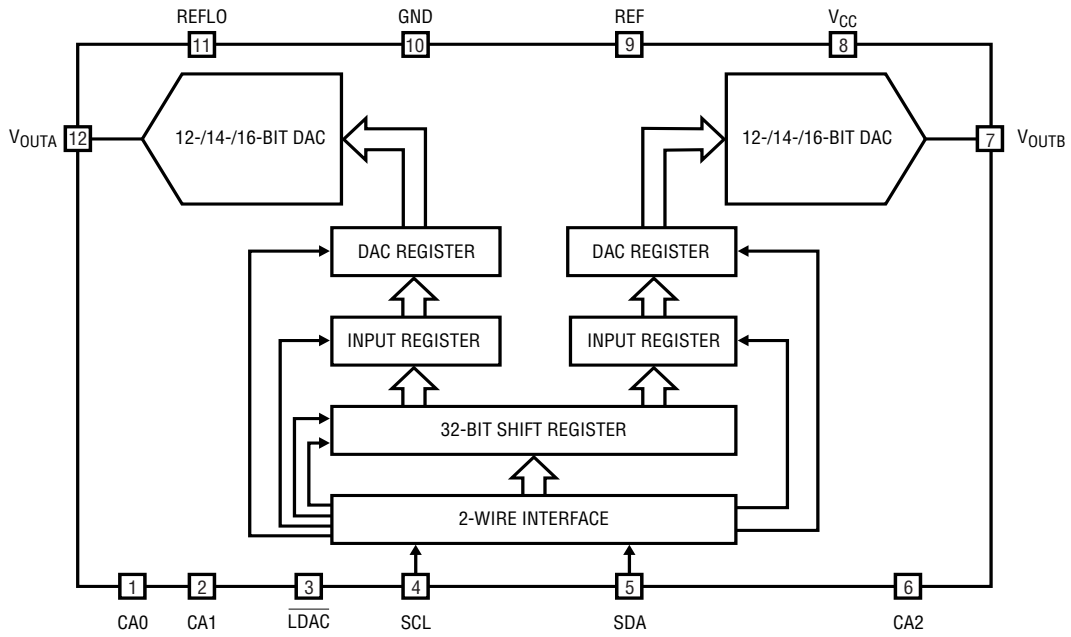 REFLO
GND
REF
VCC
11
10
9
8
12-/14-/16-BIT DAC
12-/14-/16-BIT DAC
VOUTA
12
7
VOUTB
DAC REGISTER
DAC REGISTER
INPUT REGISTER
INPUT REGISTER
32-BIT SHIFT REGISTER
2-WIRE INTERFACE
1
2
3
4
5
6
CA0
CA1
LDAC
SCL
SDA
CA2